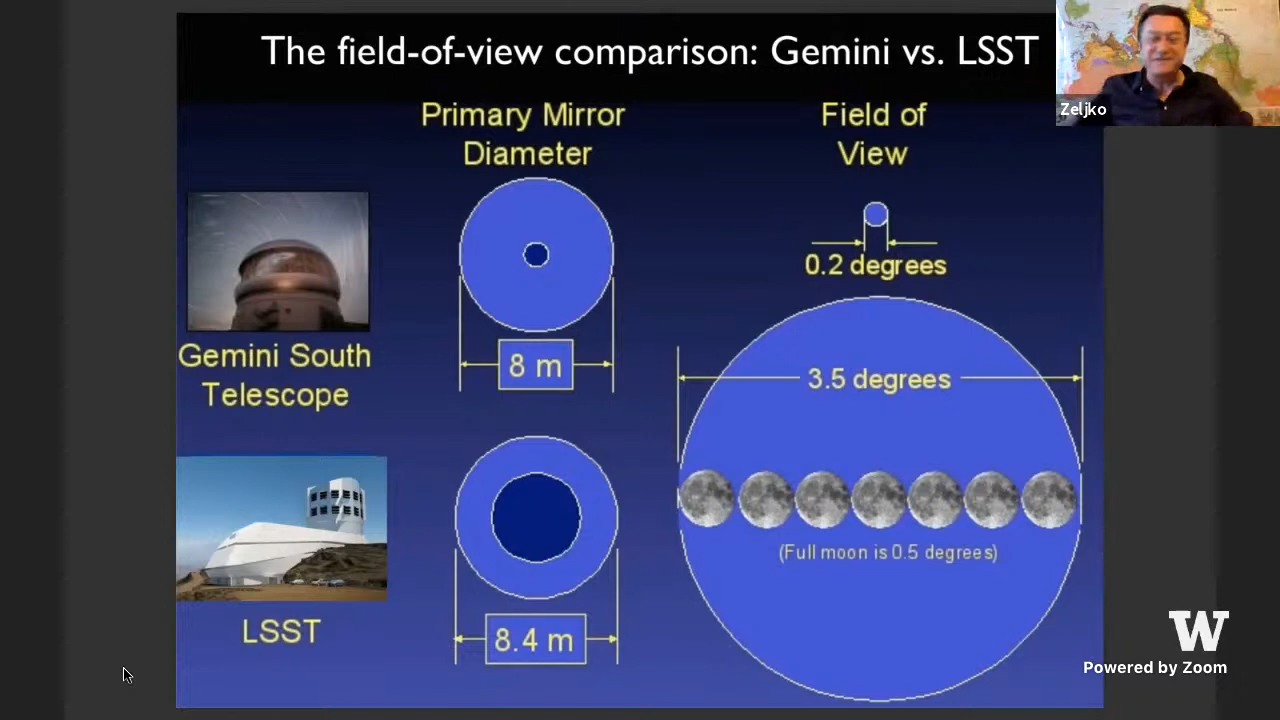 The field-of-view comparison: Gemini vs. LSST
Zeljko
Primary Mirror
Diameter
Field of
View
0.2 degrees
8 m
Gemini South
Telescope
3.5 degrees
(Full moon is 0.5 degrees)
8.4 m
LSST
W
Powered by Zoom